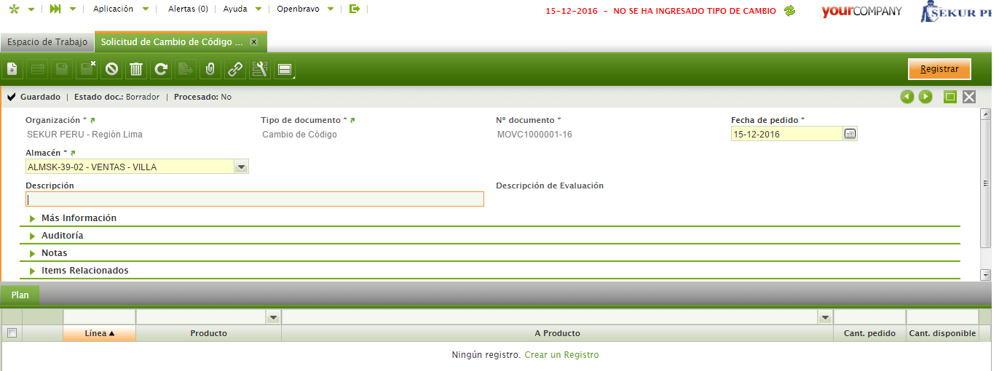 Aplicación Alertas (0) Ayuda Openbravo 15-12-2016 - NO SE HA INGRESADO TIPO DE CAMBIO yourCOMPANY SEKUR PE
Espacio de Trabajo Solicitud de Cambio de Código ...
Registrar
Guardado | Estado doc.: Borrador | Procesado: No
Organización * Tipo de documento * Nº documento * Fecha de pedido *
SEKUR PERU - Región Lima Cambio de Código MOVC1000001-16 15-12-2016
Almacén *
ALMSK-39-02 - VENTAS - VILLA
Descripción Descripción de Evaluación
Más Información
Auditoría
Notas
Items Relacionados
Plan
Línea Producto A Producto Cant. pedido Cant. disponible
Ningún registro. Crear un Registro